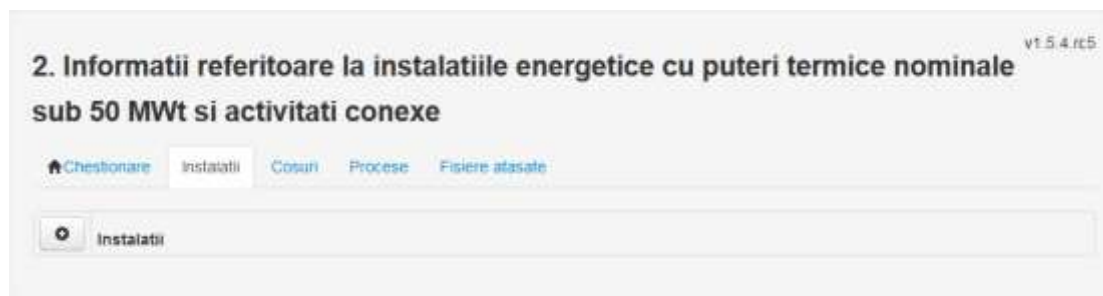 v1.5.4.rc5
2. Informatii referitoare la instalatiile energetice cu puteri termice nominale
sub 50 MWt si activitati conexe
Chestionare Instalatii Cosuri Procese Fisiere atasate
Instalatii